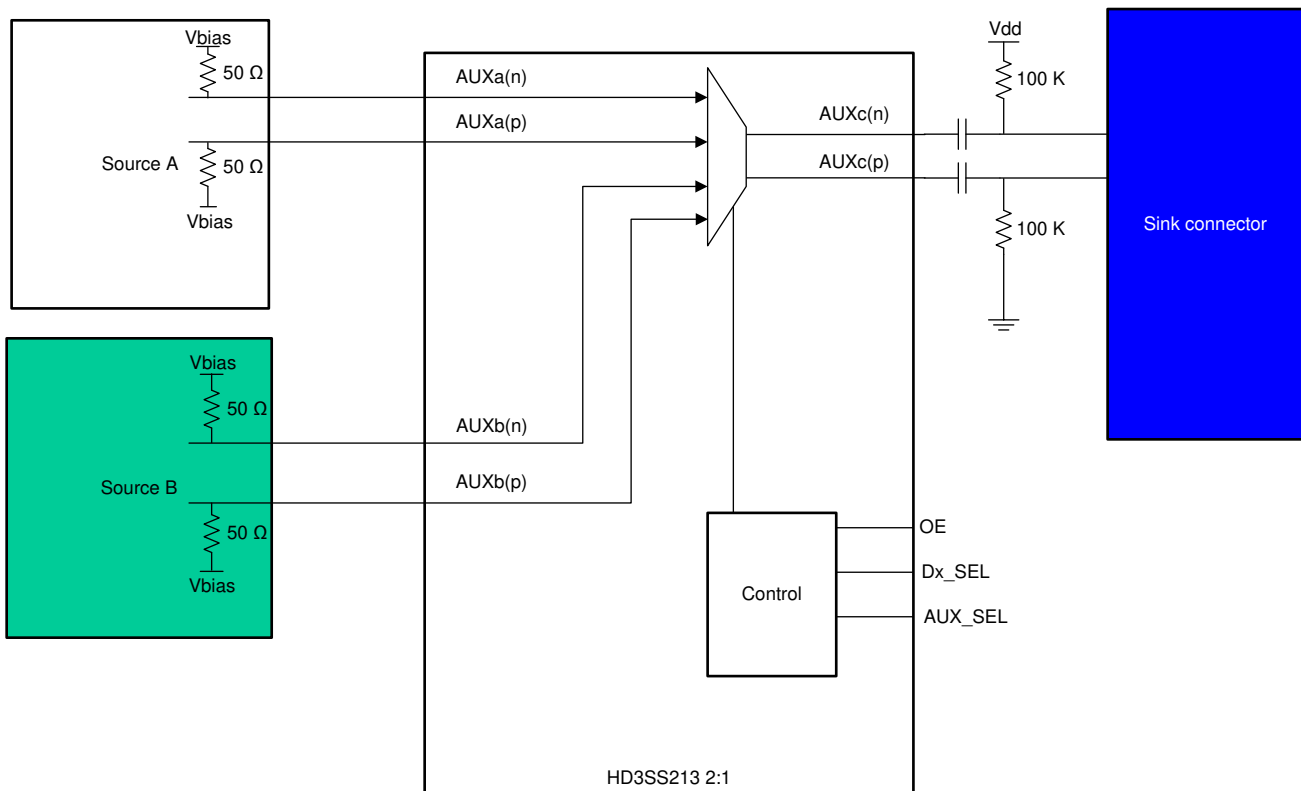 Vbias
50 Ω
Source A
50 Ω
Vbias
Vbias
50 Ω
Source B
50 Ω
Vbias
AUXa(n)
AUXa(p)
AUXb(n)
AUXb(p)
AUXc(n)
AUXc(p)
Control
OE
Dx_SEL
AUX_SEL
HD3SS213 2:1
Vdd
100 K
100 K
Sink connector